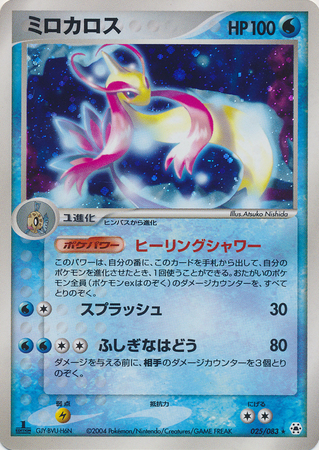 ミロカロス HP100
Illus. Atsuko Nishida
1進化 ヒンバスから進化
ポケパワー ヒーリングシャワー
このパワーは、自分の番に、このカードを手札から出して、自分の
ポケモンを進化させたとき、1回使うことができる。おたがいのポケ
モン全員(ポケモンexはのぞく)のダメージカウンターを、すべて
とりのぞく。
スプラッシュ 30
ふしぎなはどう 80
ダメージを与える前に、相手のダメージカウンターを3個と
りのぞく。
弱点 抵抗力 にげる
1 GJY-BVU-H6N ©2004 Pokémon/Nintendo/Creatures/GAME FREAK 025/083